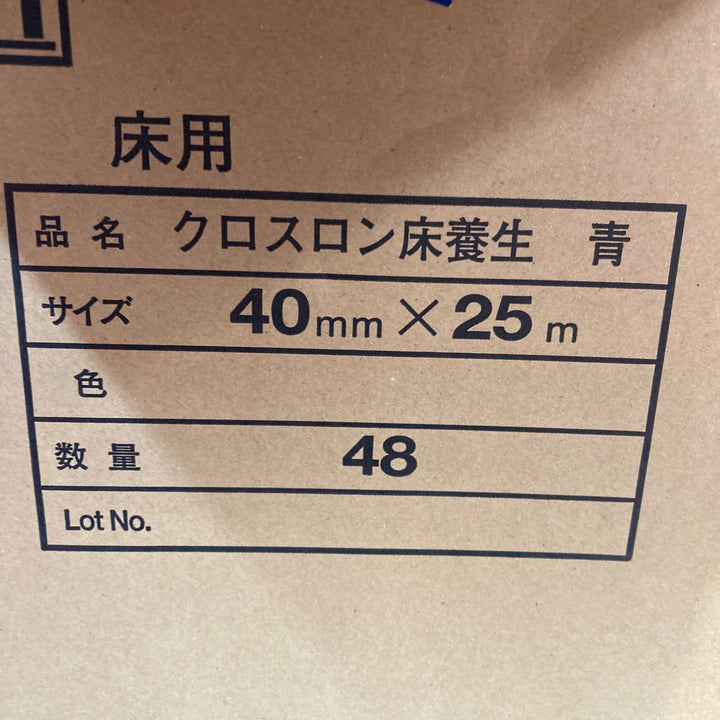 床用
品名 クロスロン床養生 青
サイズ 40mm×25m
色
数量 48
Lot No.